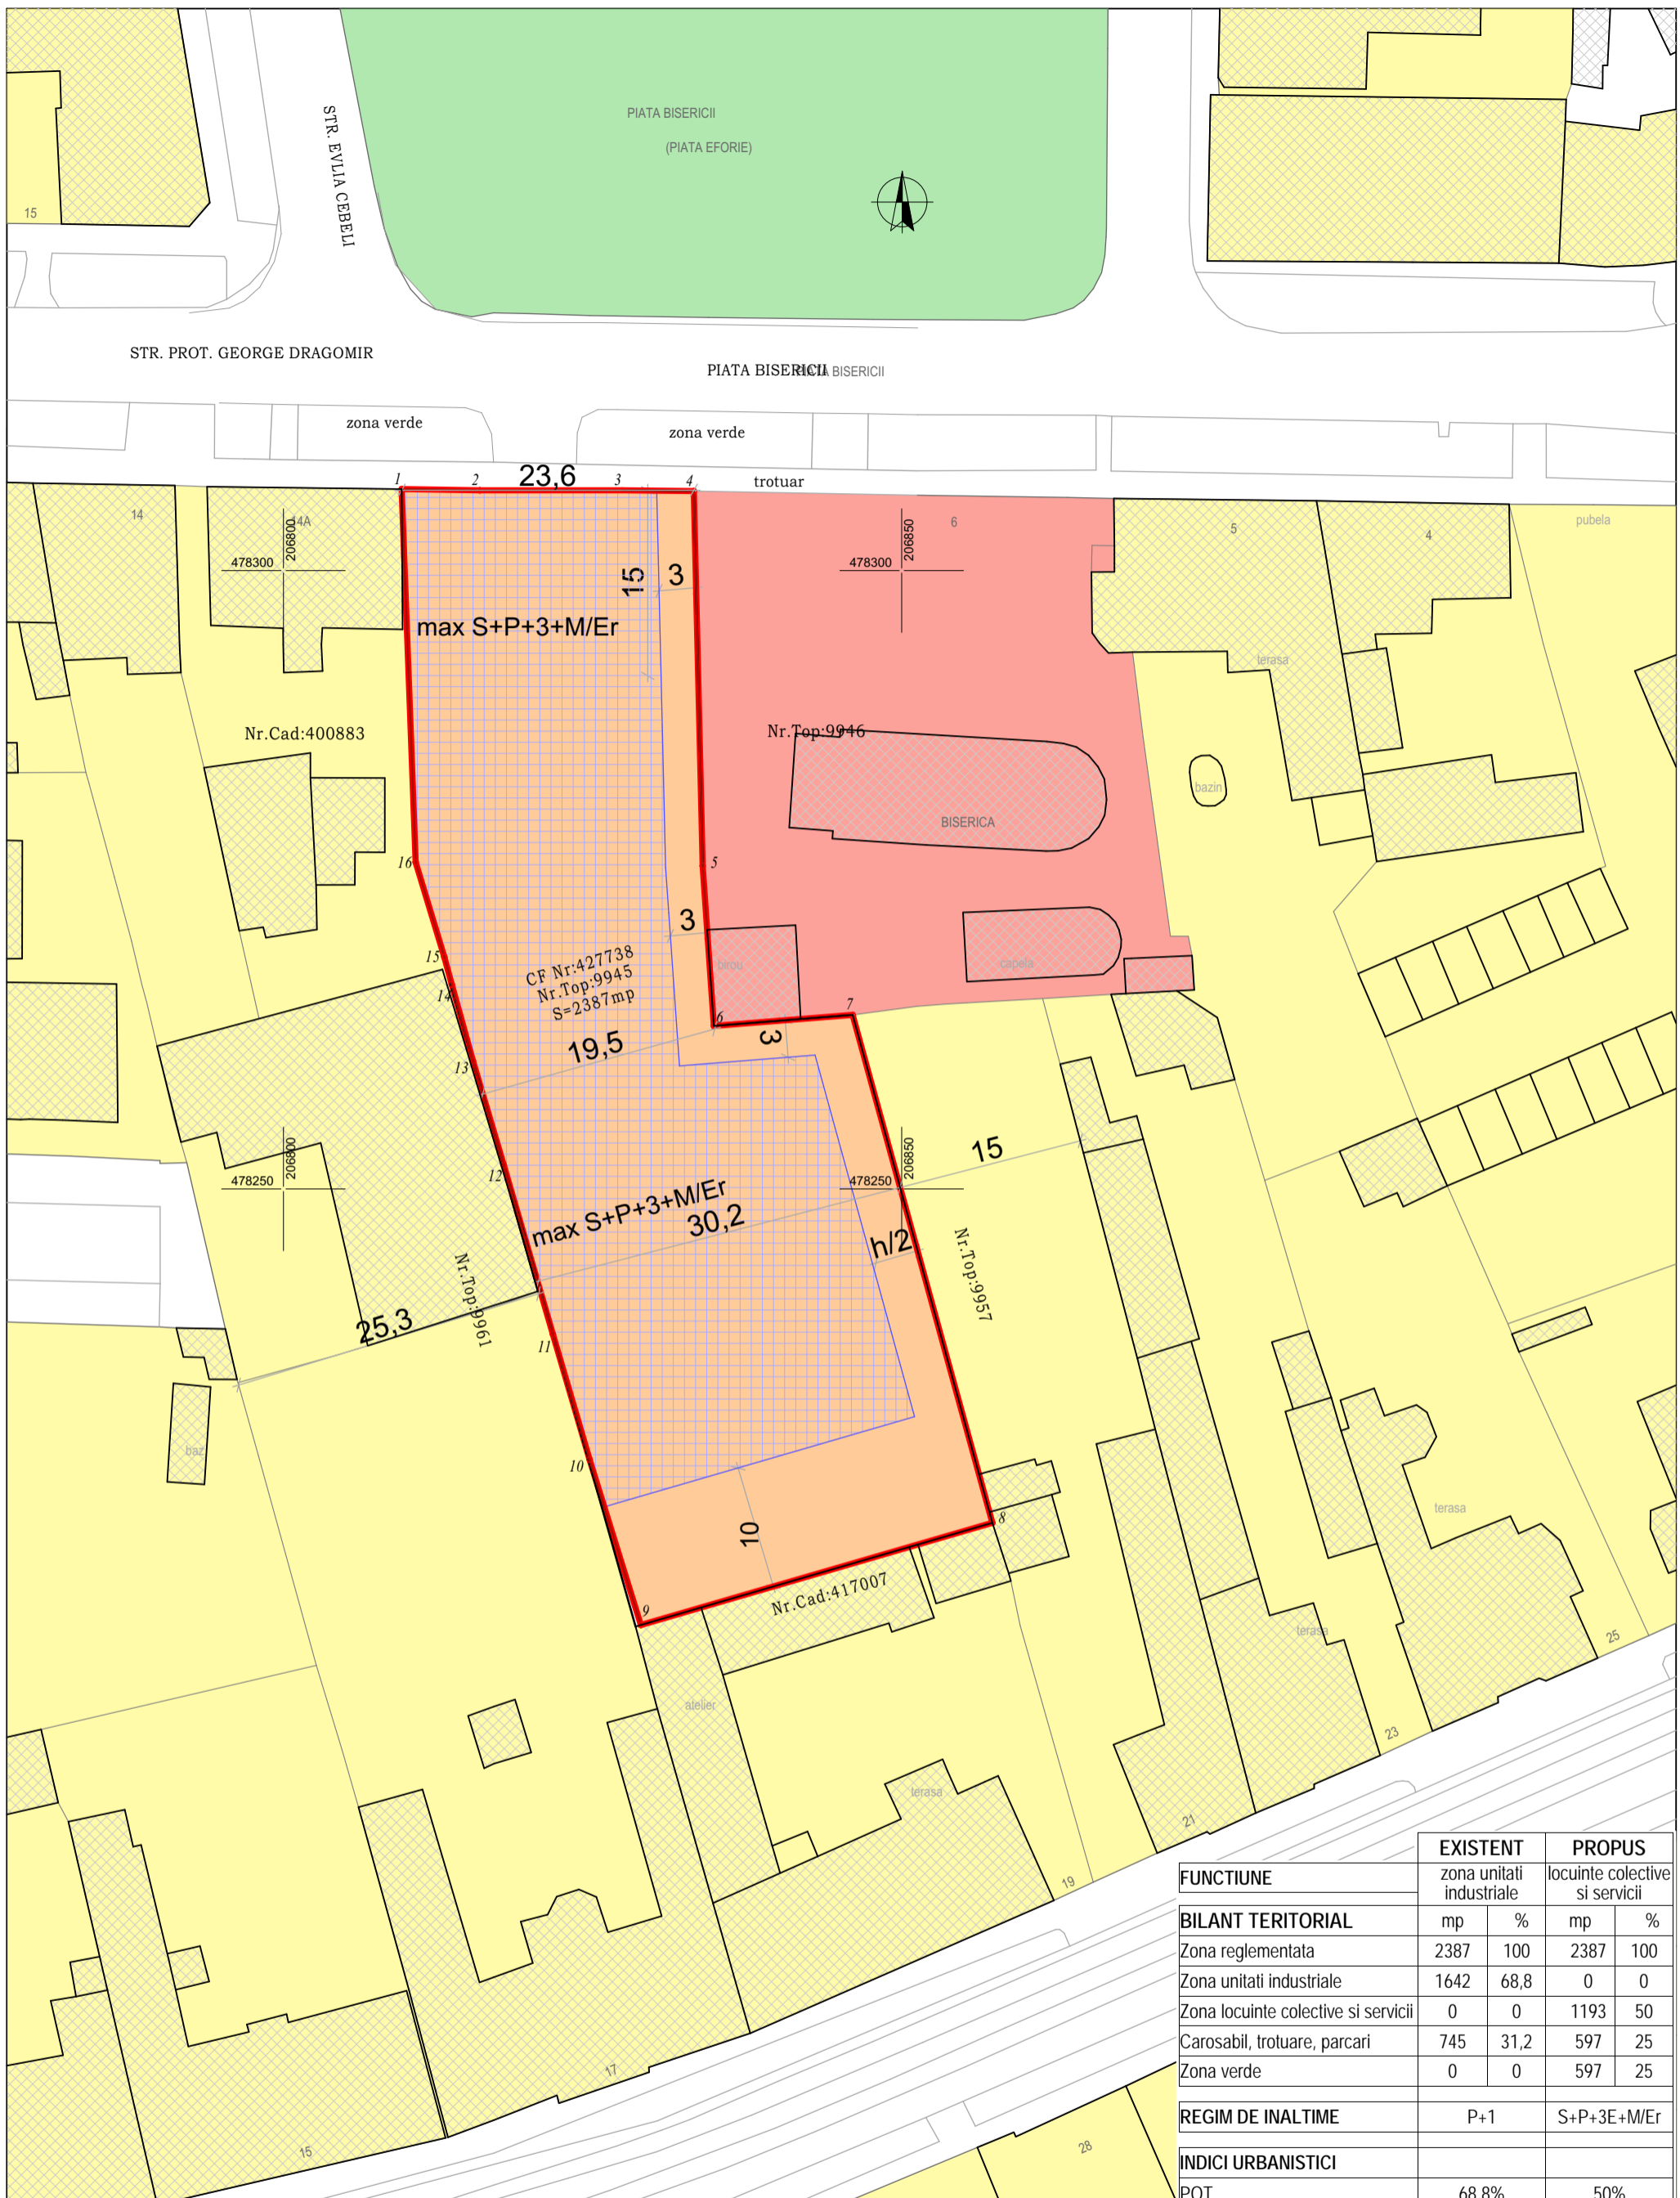 PIATA BISERICII
(PIATA EFORIE)
STR. EVLIA CEBELI
15
STR. PROT. GEORGE DRAGOMIR
PIATA BISERICII
PIATA BISERICII
zona verde
zona verde
trotuar
1
2
23,6
3
4
14
14A
206800
478300
15
3
max S+P+3+M/Er
6
206850
478300
5
4
pubela
terasa
Nr.Cad:400883
Nr.Top:9946
bazin
BISERICA
16
5
3
birou
capela
15
14
CF Nr:427738
Nr.Top:9945
S=2387mp
6
7
19,5
3
13
12
206800
478250
15
206850
478250
max S+P+3+M/Er
30,2
h/2
Nr.Top:9957
Nr.Top:9961
25,3
11
10
baz
10
8
terasa
9
Nr.Cad:417007
terasa
25
atelier
23
terasa
21
19
17
15
28
EXISTENT PROPUS
FUNCTIUNE zona unitati industriale locuinte colective si servicii
BILANT TERITORIAL mp % mp %
Zona reglementata 2387 100 2387 100
Zona unitati industriale 1642 68,8 0 0
Zona locuinte colective si servicii 0 0 1193 50
Carosabil, trotuare, parcari 745 31,2 597 25
Zona verde 0 0 597 25
REGIM DE INALTIME P+1 S+P+3E+M/Er
INDICI URBANISTICI
POT 68,8% 50%